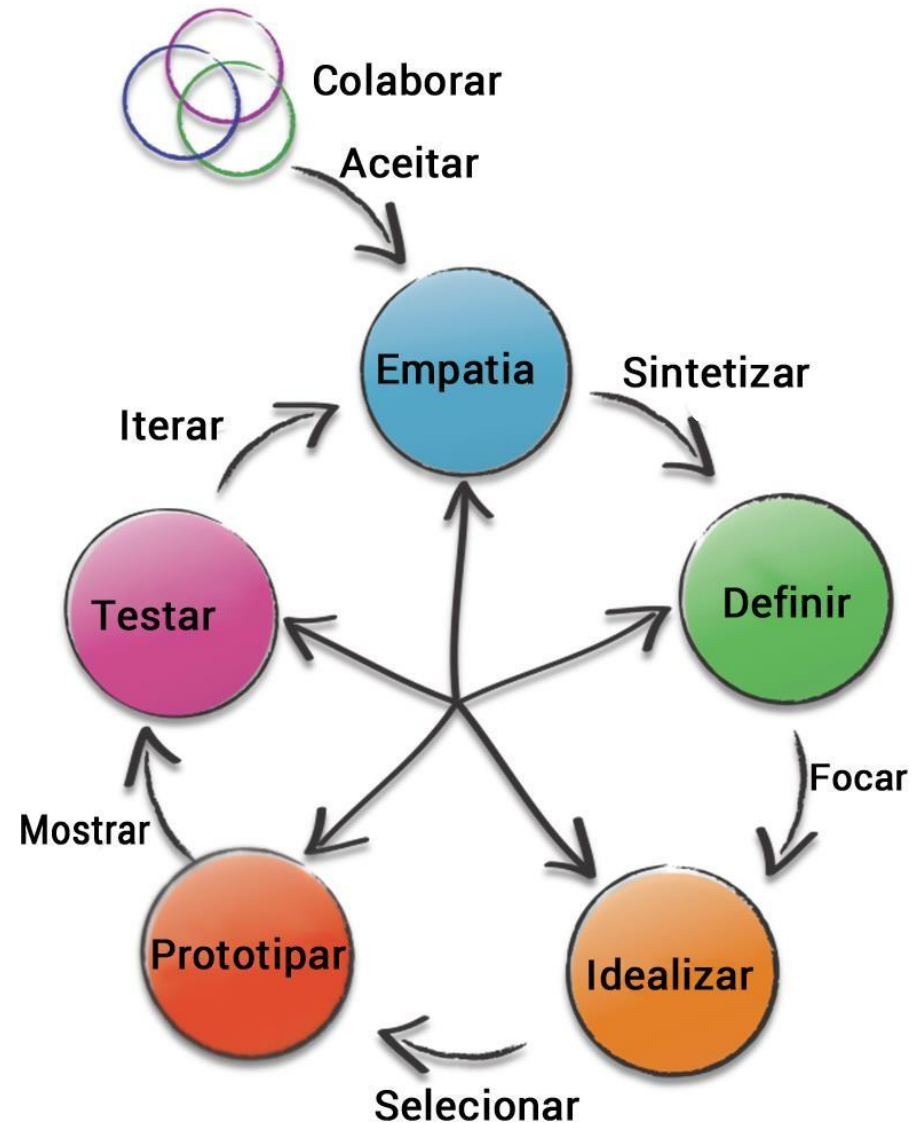 Colaborar
Aceitar
Empatia
Sintetizar
Iterar
Definir
Testar
Focar
Mostrar
Prototipar
Idealizar
Selecionar